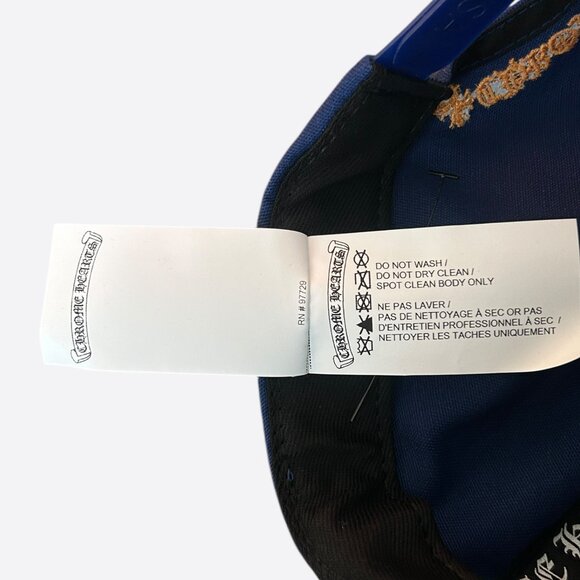 CHROME HEARTS
RN # 97729
CHROME HEARTS
DO NOT WASH /
DO NOT DRY CLEAN /
SPOT CLEAN BODY ONLY
NE PAS LAVER /
PAS DE NETTOYAGE À SEC OR PAS
D'ENTRETIEN PROFESSIONNEL À SEC /
NETTOYER LES TACHES UNIQUEMENT